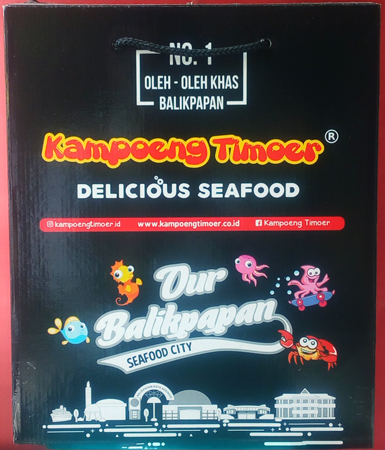 NO. 1
OLEH - OLEH KHAS
BALIKPAPAN
Kampoeng Timoer®
DELICIOUS SEAFOOD
kampoengtimoer.id www.kampoengtimoer.co.id Kampoeng Timoer
Our
Balikpapan
SEAFOOD CITY